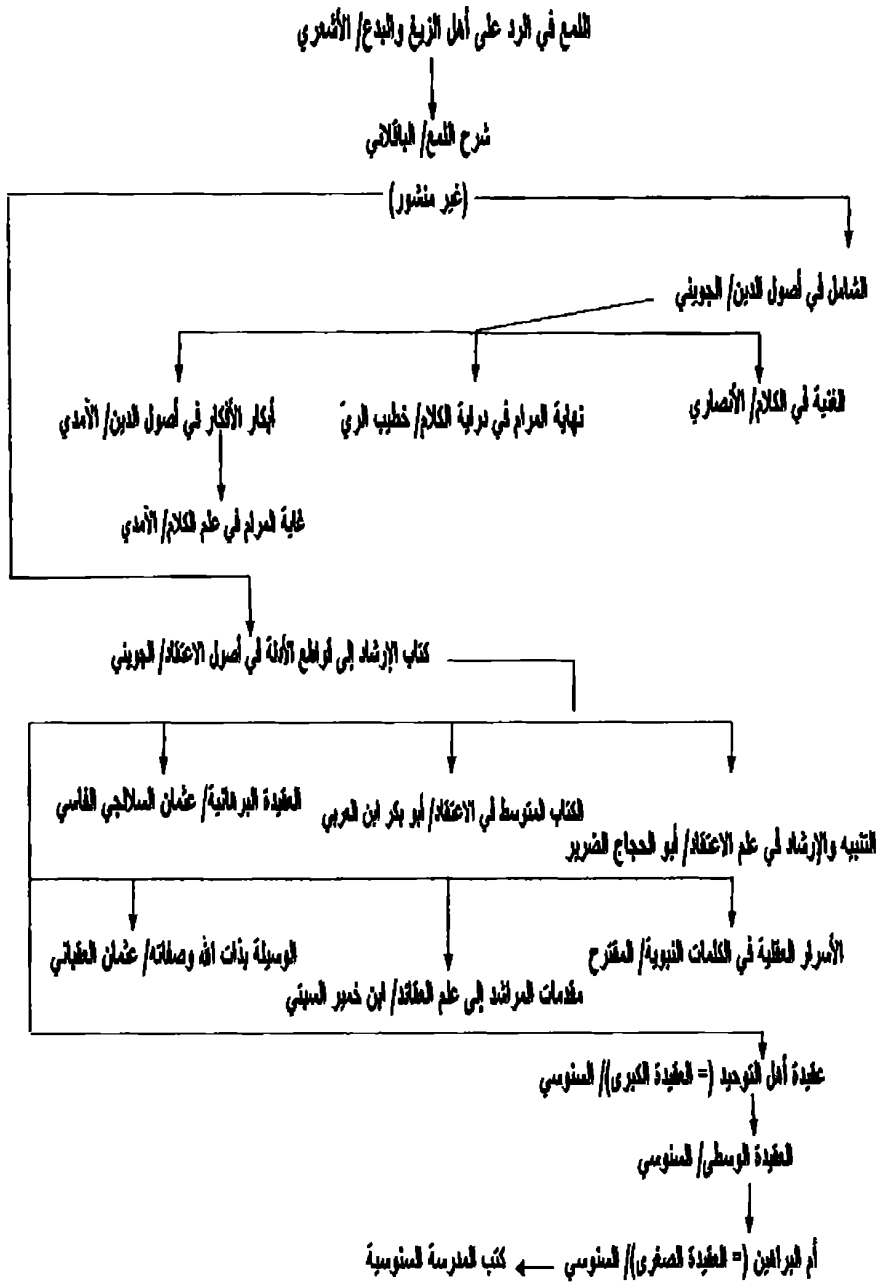 اللمع في الرد على أهل الزيغ والبدع/ الأشعري
شرح اللمع/ الباقلاني
(غير منشور)
الشامل في أصول الدين/ الجويني
الغنية في الكلام/ الأنصاري
نهاية المرام في دراية الكلام/ خطيب الريّ
أبكار الأفكار في أصول الدين/ الآمدي
غاية المرام في علم الكلام/ الآمدي
كتاب الإرشاد إلى قواطع الأدلة في أصول الاعتقاد/ الجويني
التنبيه والإرشاد في علم الاعتقاد/ أبو الحجاج الضرير
الكتاب المتوسط في الاعتقاد/ أبو بكر ابن العربي
العقيدة البرهانية/ عثمان السلالجي الفاسي
الأسرار العقلية في الكلمات النبوية/ المقترح
مقدمات المراشد إلى علم العقائد/ ابن خمير السبتي
الوسيلة بذات الله وصفاته/ عثمان العقباني
عقيدة أهل التوحيد (= العقيدة الكبرى)/ السنوسي
العقيدة الوسطى/ السنوسي
أم البراهين (= العقيدة الصغرى)/ السنوسي ← كتب المدرسة السنوسية